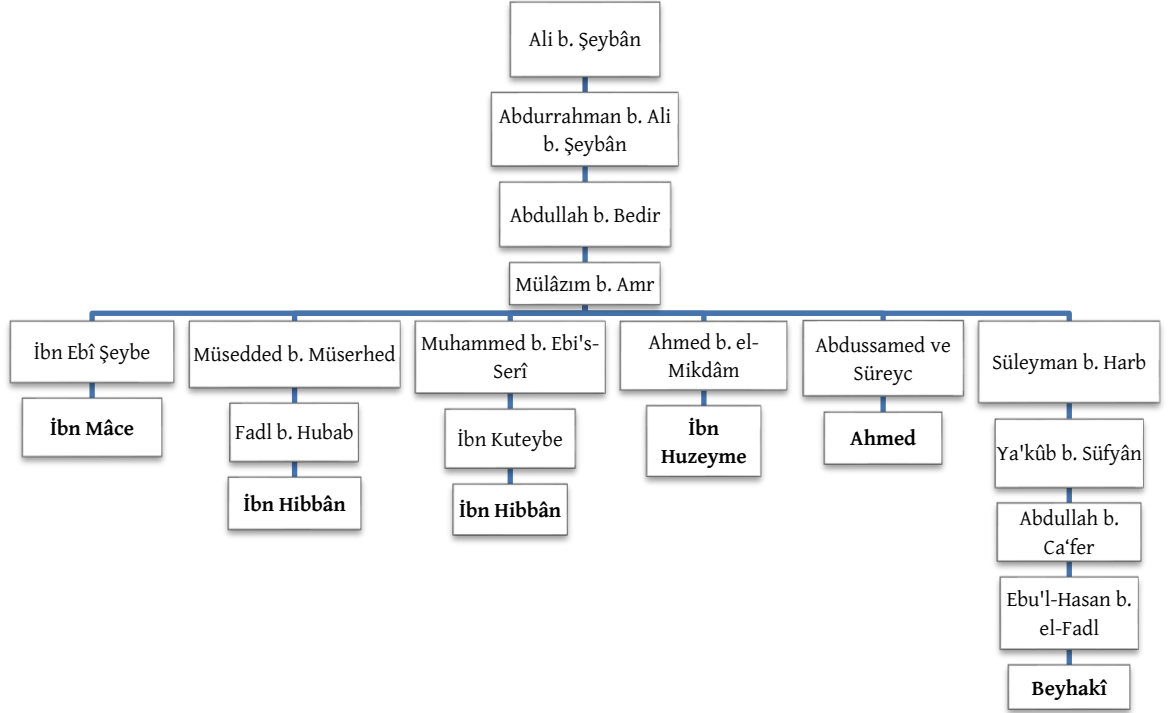 Ali b. Şeybân
Abdurrahman b. Ali
b. Şeybân
Abdullah b. Bedir
Mülâzım b. Amr
İbn Ebî Şeybe
İbn Mâce
Müsedded b. Müserhed
Fadl b. Hubab
İbn Hibbân
Muhammed b. Ebi's-
Serî
İbn Kuteybe
İbn Hibbân
Ahmed b. el-
Mikdâm
İbn
Huzeyme
Abdussamed ve
Süreyc
Ahmed
Süleyman b. Harb
Ya'kûb b. Süfyân
Abdullah b.
Ca‘fer
Ebu'l-Hasan b.
el-Fadl
Beyhakî